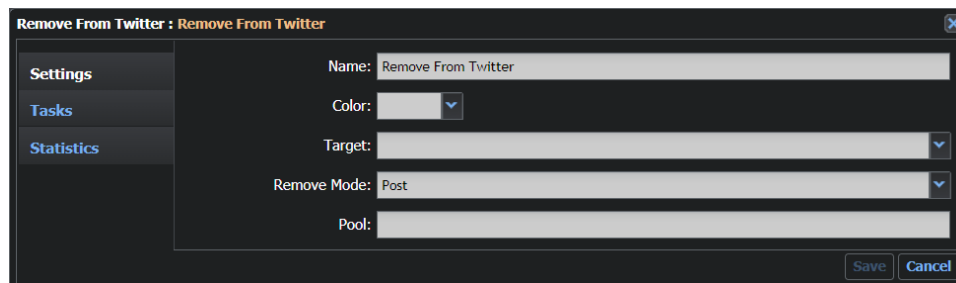 Remove From Twitter : Remove From Twitter
Settings
Tasks
Statistics
Name: Remove From Twitter
Color:
Target:
Remove Mode: Post
Pool:
Save Cancel